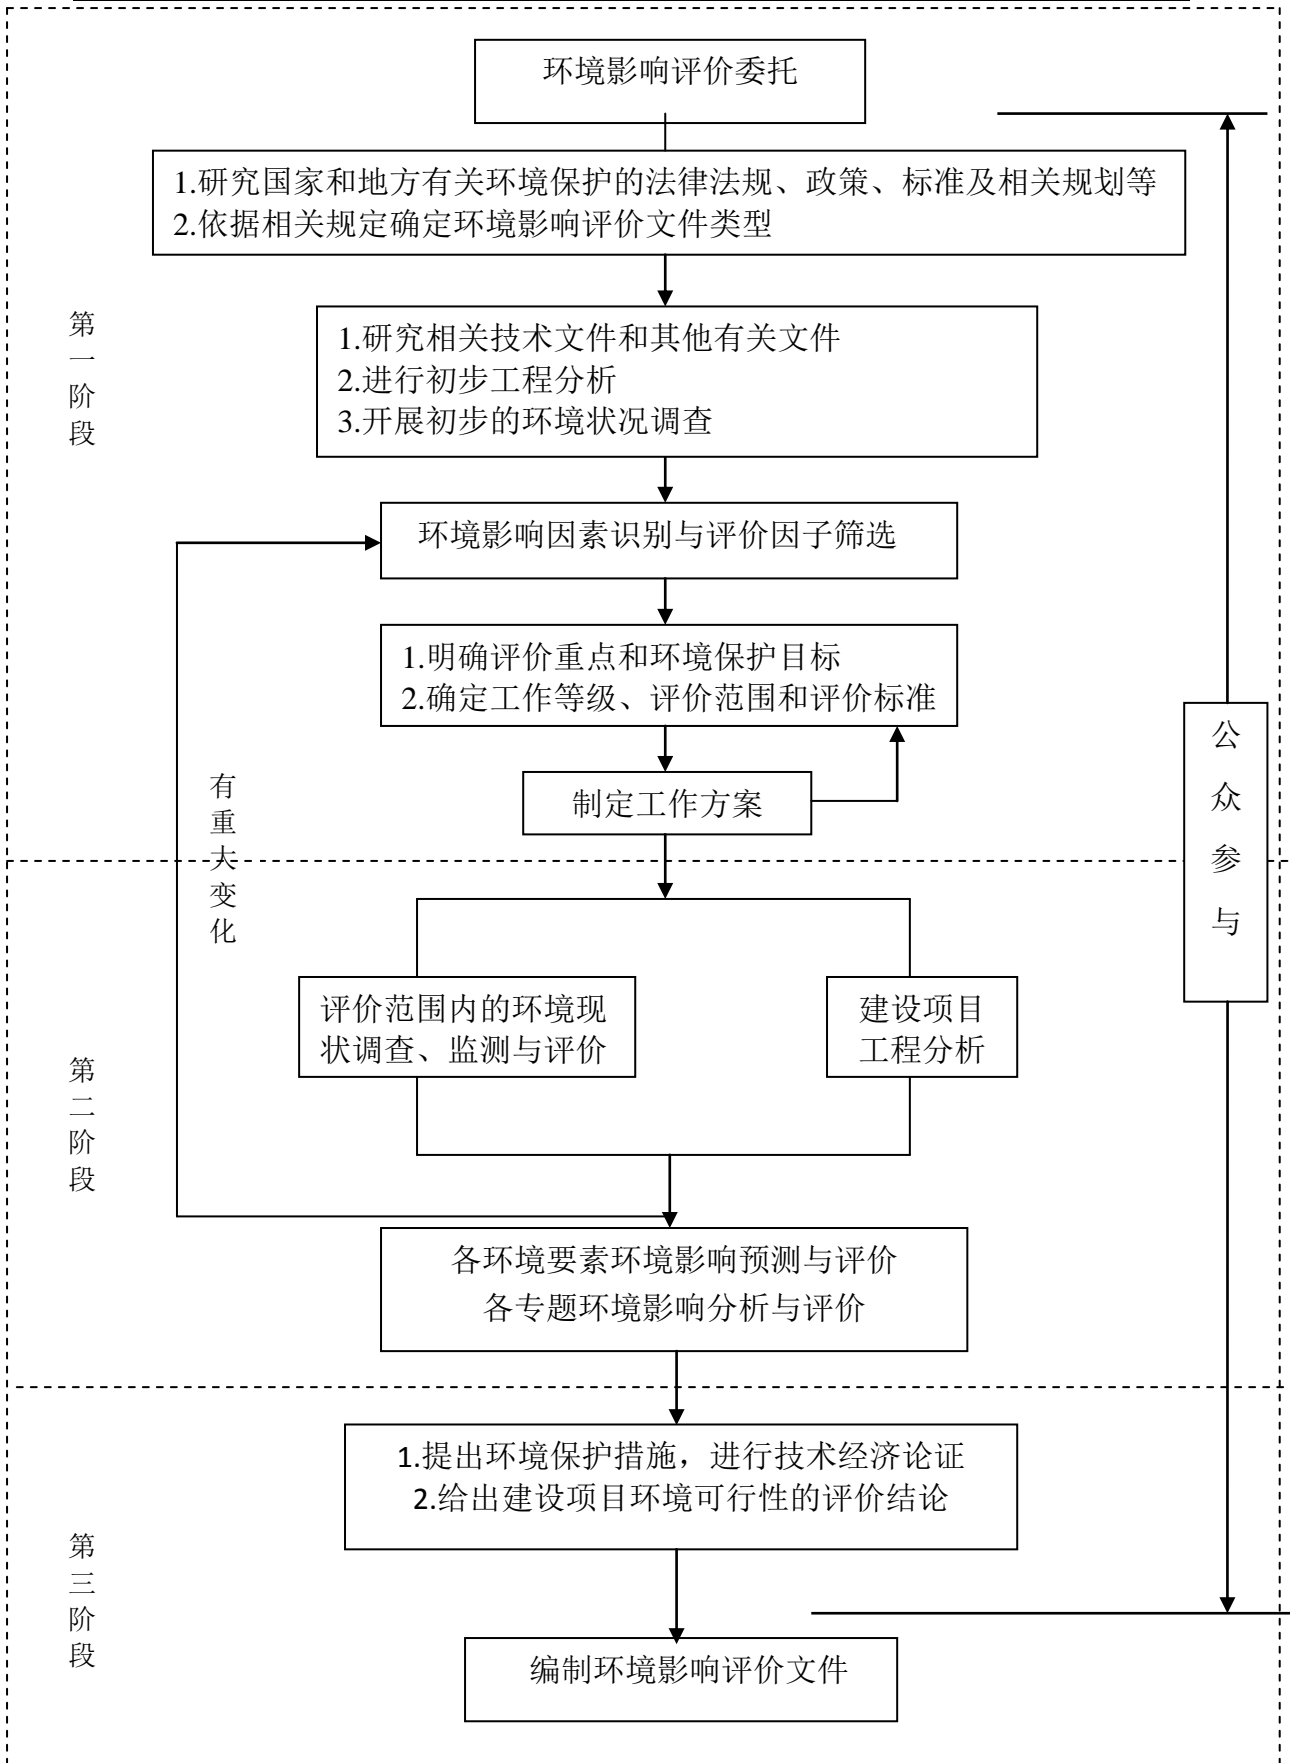 环境影响评价委托
1.研究国家和地方有关环境保护的法律法规、政策、标准及相关规划等
2.依据相关规定确定环境影响评价文件类型
第一阶段
1.研究相关技术文件和其他有关文件
2.进行初步工程分析
3.开展初步的环境状况调查
环境影响因素识别与评价因子筛选
1.明确评价重点和环境保护目标
2.确定工作等级、评价范围和评价标准
公众参与
有重大变化
制定工作方案
评价范围内的环境现
状调查、监测与评价
建设项目
工程分析
第二阶段
各环境要素环境影响预测与评价
各专题环境影响分析与评价
1.提出环境保护措施，进行技术经济论证
2.给出建设项目环境可行性的评价结论
第三阶段
编制环境影响评价文件